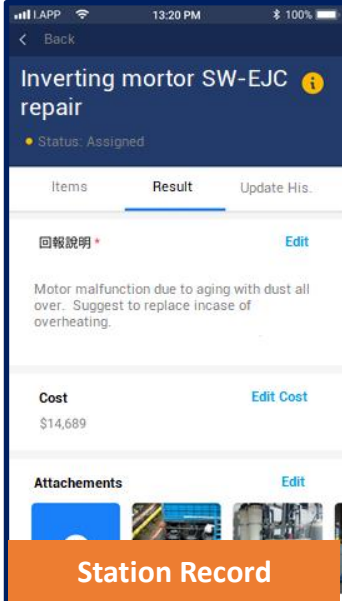 I.APP 13:20 PM 100%
Back
Inverting mortor SW-EJC
repair
Status: Assigned
Items Result Update His.
回報說明 * Edit
Motor malfunction due to aging with dust all
over. Suggest to replace incase of
overheating.
Cost Edit Cost
$14,689
Attachements Edit
Station Record